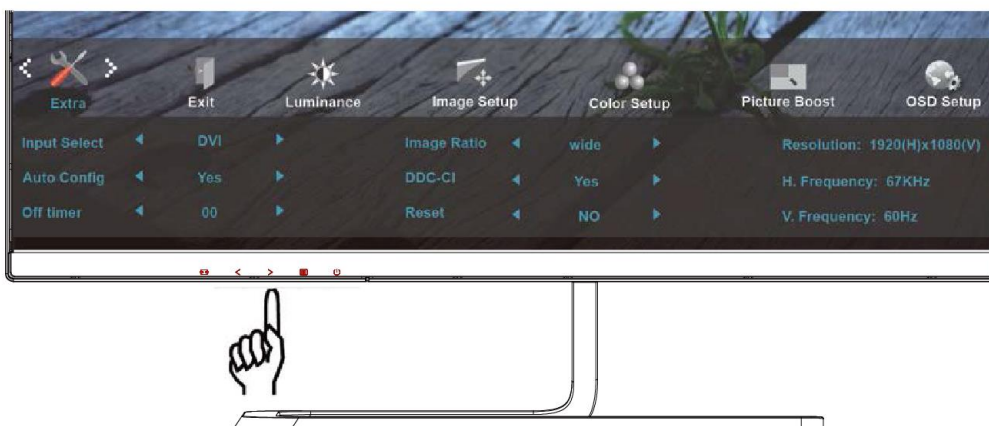 Extra Exit Luminance Image Setup Color Setup Picture Boost OSD Setup
Input Select DVI Image Ratio wide Resolution: 1920(H)x1080(V)
Auto Config Yes DDC-CI Yes H. Frequency: 67KHz
Off timer 00 Reset NO V. Frequency: 60Hz